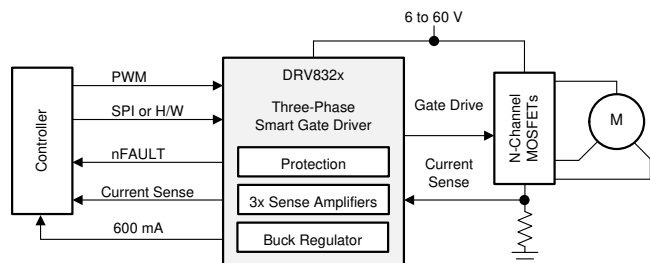 6 to 60 V
PWM
SPI or H/W
nFAULT
Current Sense
600 mA
Controller
DRV832x
Three-Phase
Smart Gate Driver
Protection
3x Sense Amplifiers
Buck Regulator
Gate Drive
Current
Sense
N-Channel
MOSFETs
M